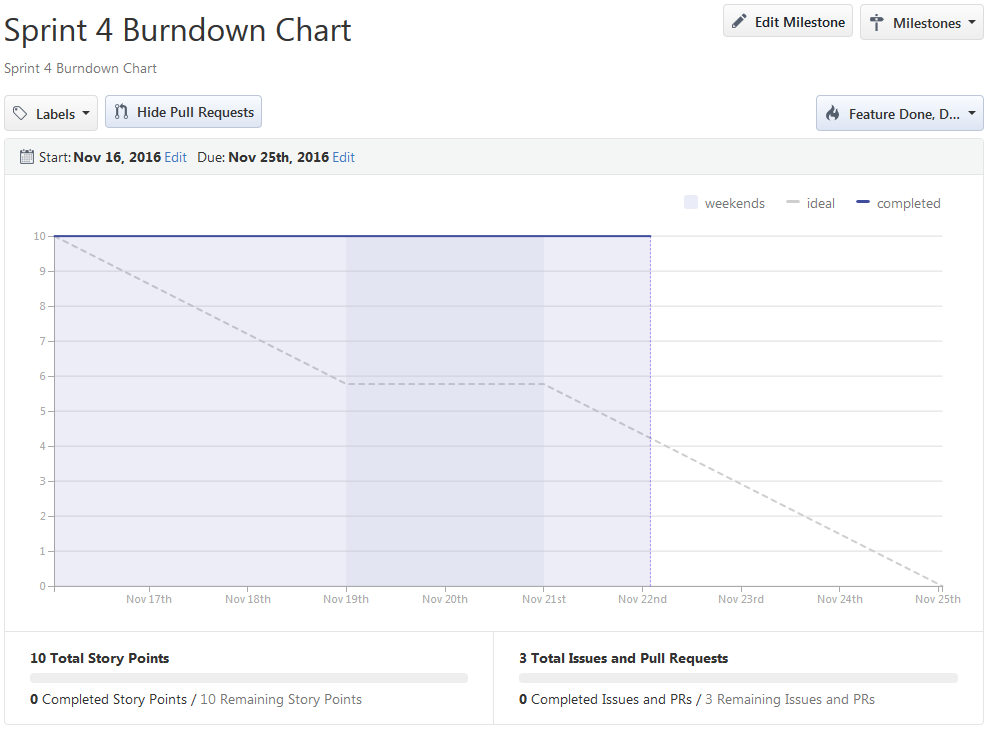 Sprint 4 Burndown Chart
Edit Milestone
Milestones
Sprint 4 Burndown Chart
Labels
Hide Pull Requests
Feature Done, D...
Start: Nov 16, 2016 Edit Due: Nov 25th, 2016 Edit
weekends ideal completed
10
9
8
7
6
5
4
3
2
1
0
Nov 17th Nov 18th Nov 19th Nov 20th Nov 21st Nov 22nd Nov 23rd Nov 24th Nov 25th
10 Total Story Points
0 Completed Story Points / 10 Remaining Story Points
3 Total Issues and Pull Requests
0 Completed Issues and PRs / 3 Remaining Issues and PRs